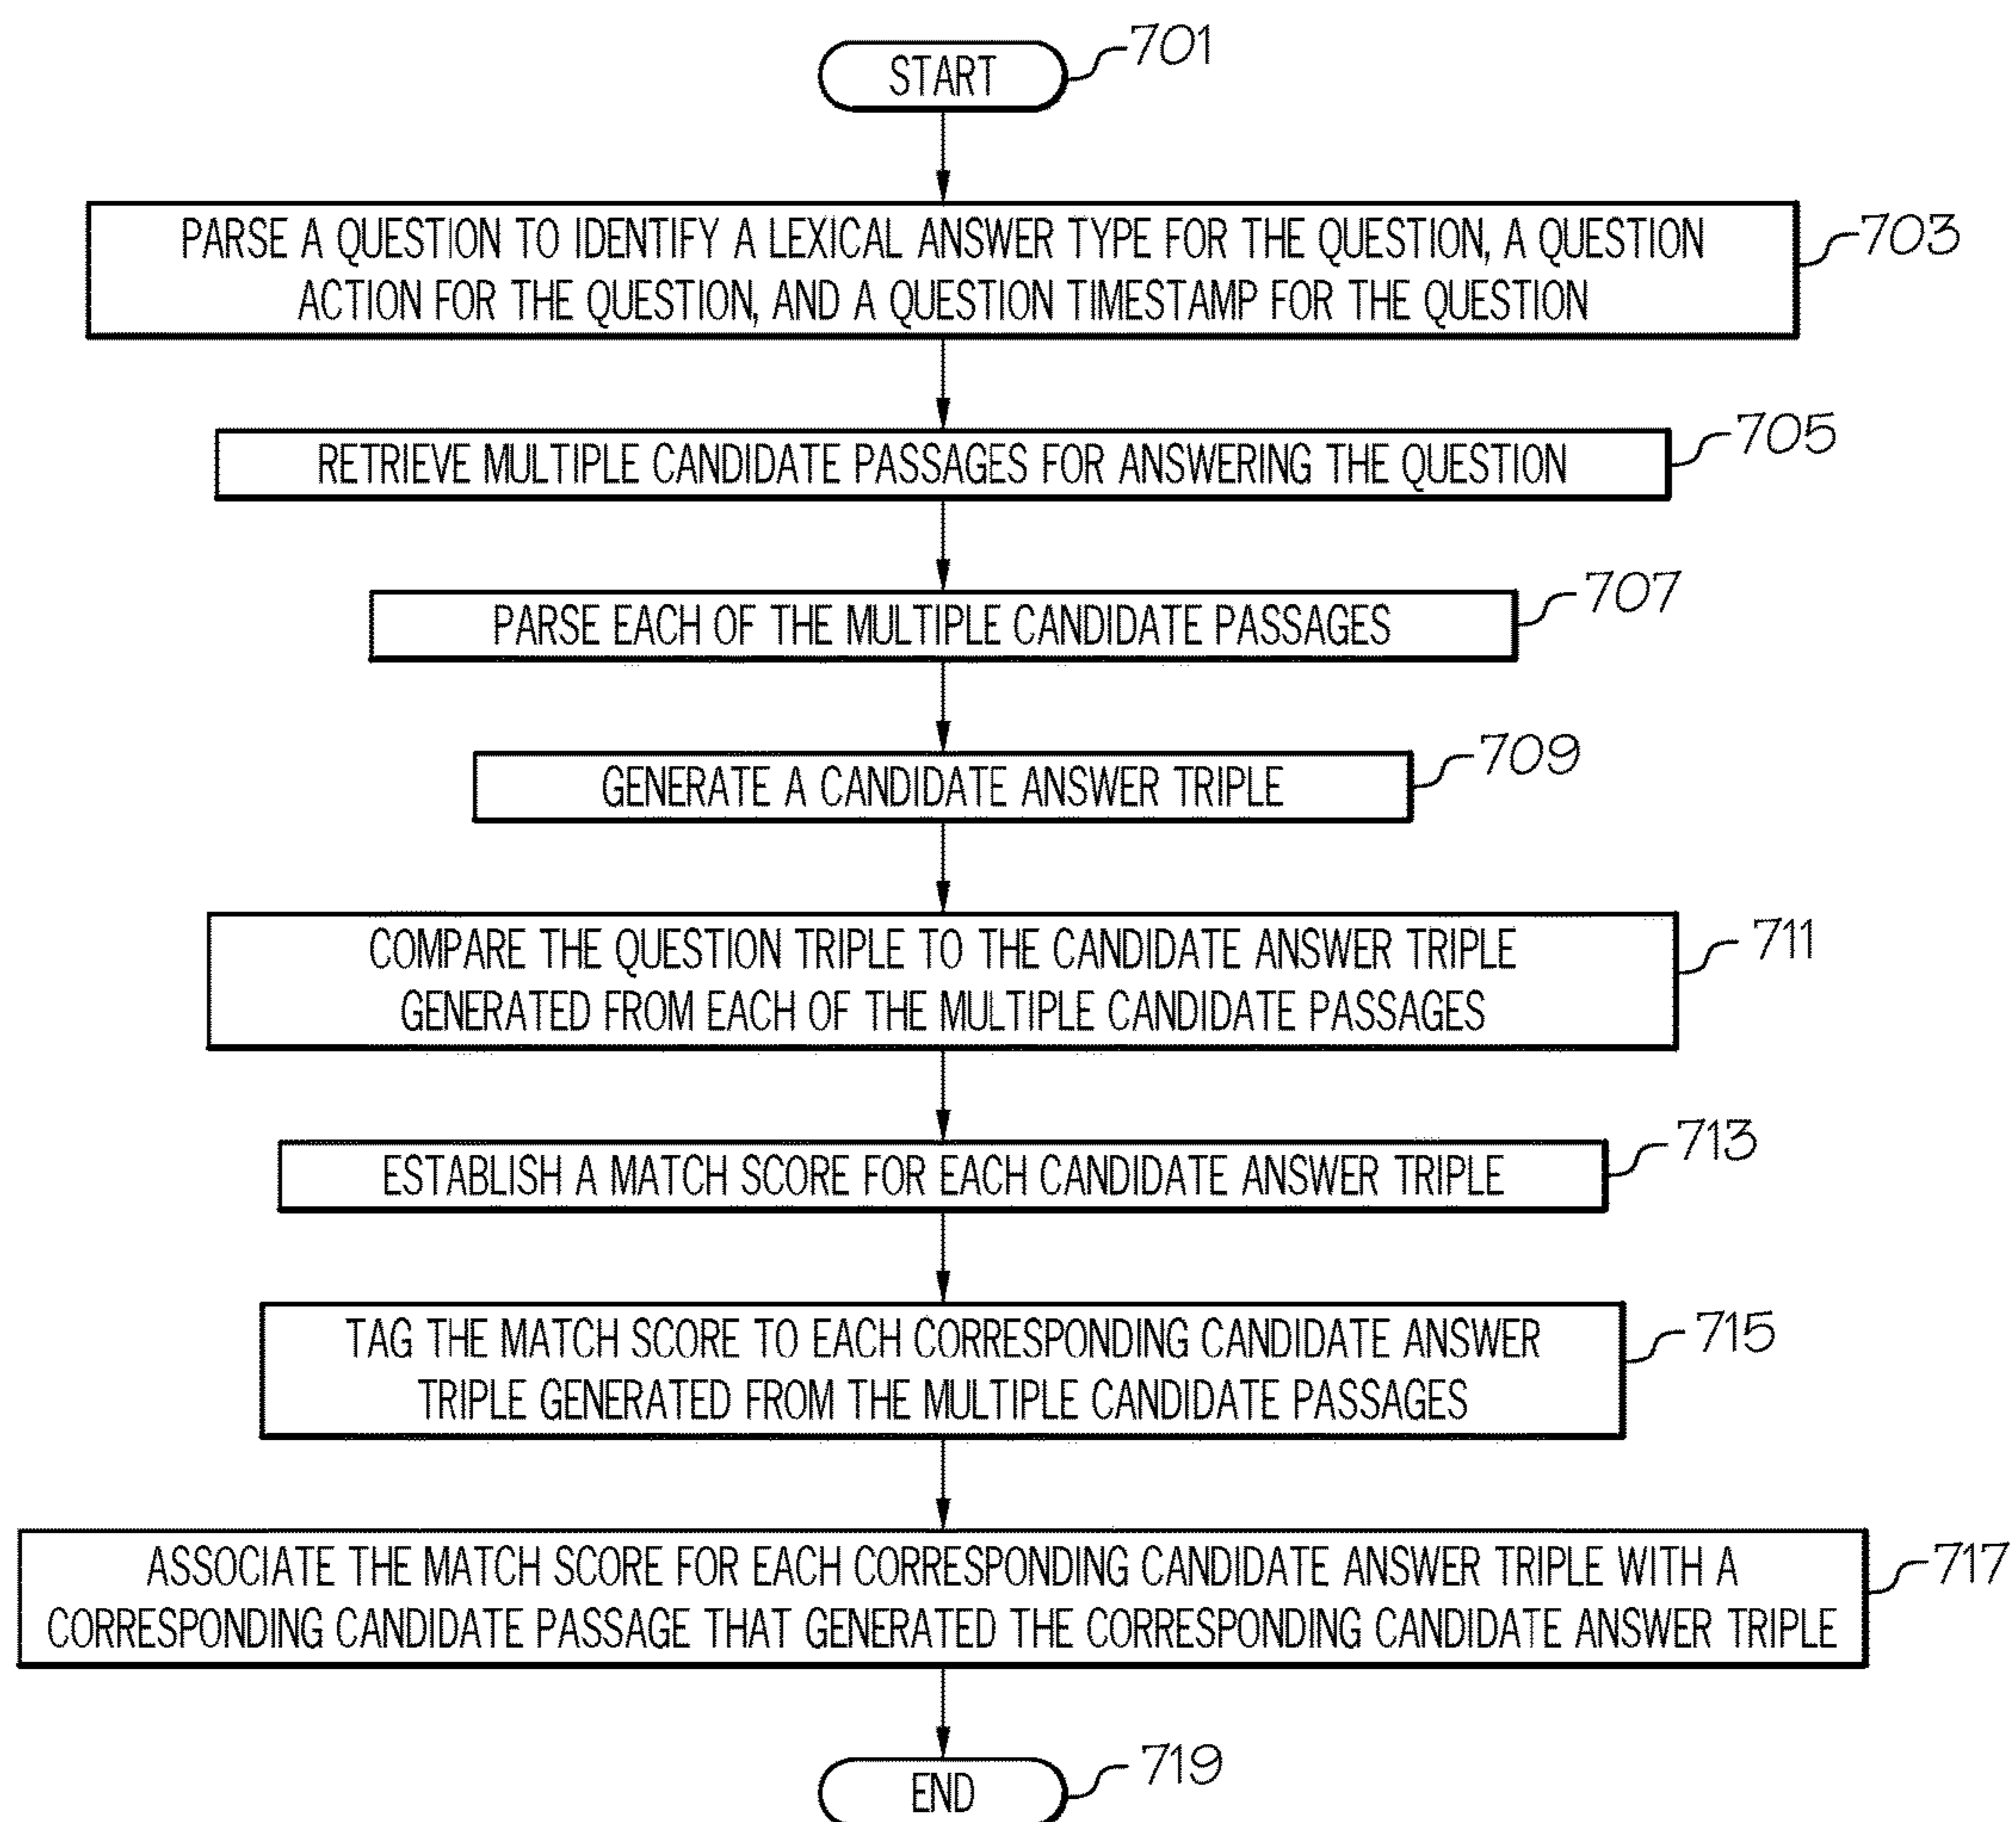 START
701
PARSE A QUESTION TO IDENTIFY A LEXICAL ANSWER TYPE FOR THE QUESTION, A QUESTION
ACTION FOR THE QUESTION, AND A QUESTION TIMESTAMP FOR THE QUESTION
703
RETRIEVE MULTIPLE CANDIDATE PASSAGES FOR ANSWERING THE QUESTION
705
PARSE EACH OF THE MULTIPLE CANDIDATE PASSAGES
707
GENERATE A CANDIDATE ANSWER TRIPLE
709
COMPARE THE QUESTION TRIPLE TO THE CANDIDATE ANSWER TRIPLE
GENERATED FROM EACH OF THE MULTIPLE CANDIDATE PASSAGES
711
ESTABLISH A MATCH SCORE FOR EACH CANDIDATE ANSWER TRIPLE
713
TAG THE MATCH SCORE TO EACH CORRESPONDING CANDIDATE ANSWER
TRIPLE GENERATED FROM THE MULTIPLE CANDIDATE PASSAGES
715
ASSOCIATE THE MATCH SCORE FOR EACH CORRESPONDING CANDIDATE ANSWER TRIPLE WITH A
CORRESPONDING CANDIDATE PASSAGE THAT GENERATED THE CORRESPONDING CANDIDATE ANSWER TRIPLE
717
END
719